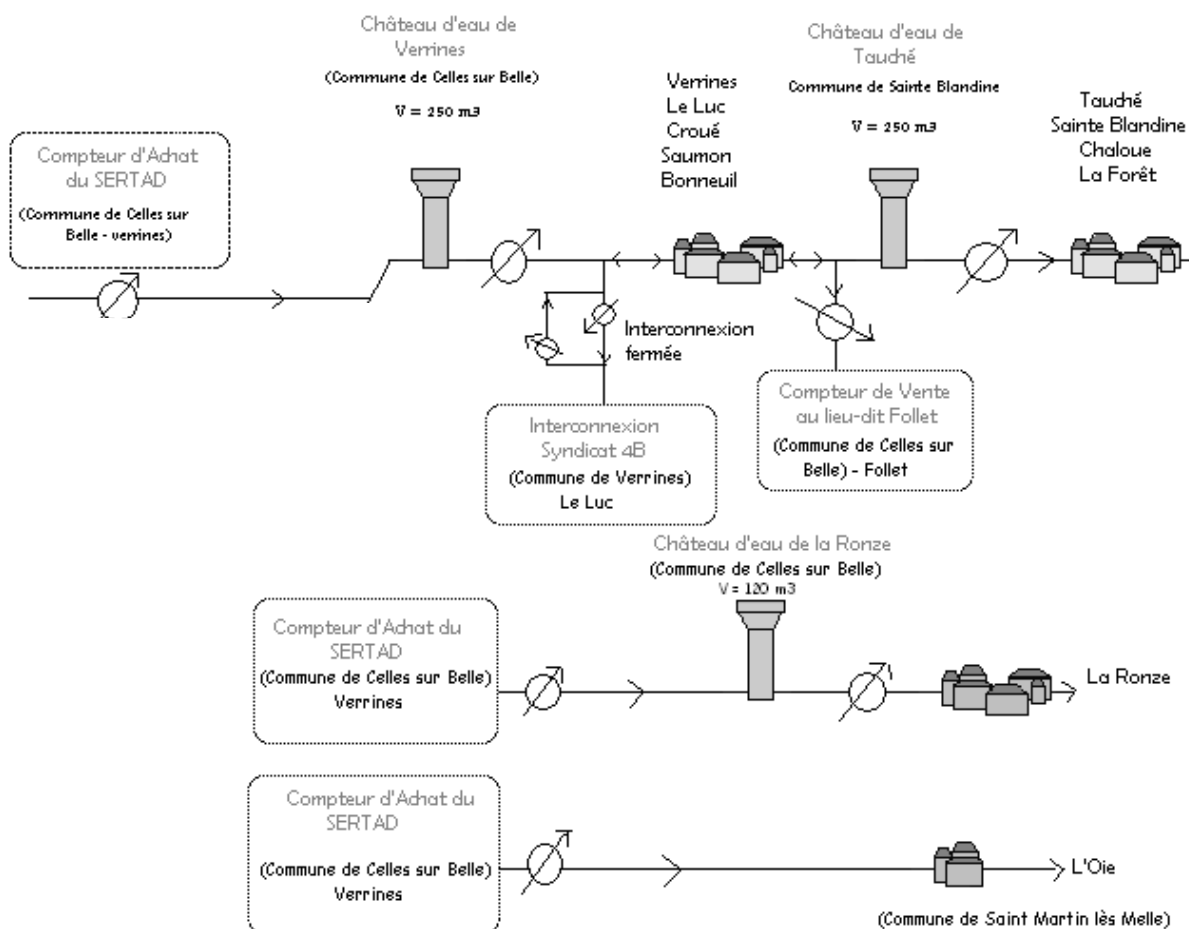 Château d'eau de
Verrines
(Commune de Celles sur Belle)
V = 250 m3
Château d'eau de
Tauché
Commune de Sainte Blandine
V = 250 m3
Verrines
Le Luc
Croué
Saumon
Bonneuil
Tauché
Sainte Blandine
Chaloue
La Forêt
Compteur d'Achat
du SERTAD
(Commune de Celles sur
Belle - verrines)
Interconnexion
fermée
Interconnexion
Syndicat 4B
(Commune de Verrines)
Le Luc
Compteur de Vente
au lieu-dit Follet
(Commune de Celles sur
Belle) - Follet
Château d'eau de la Ronze
(Commune de Celles sur Belle)
V = 120 m3
Compteur d'Achat du
SERTAD
(Commune de Celles sur Belle)
Verrines
La Ronze
Compteur d'Achat du
SERTAD
(Commune de Celles sur Belle)
Verrines
L'Oie
(Commune de Saint Martin lès Melle)